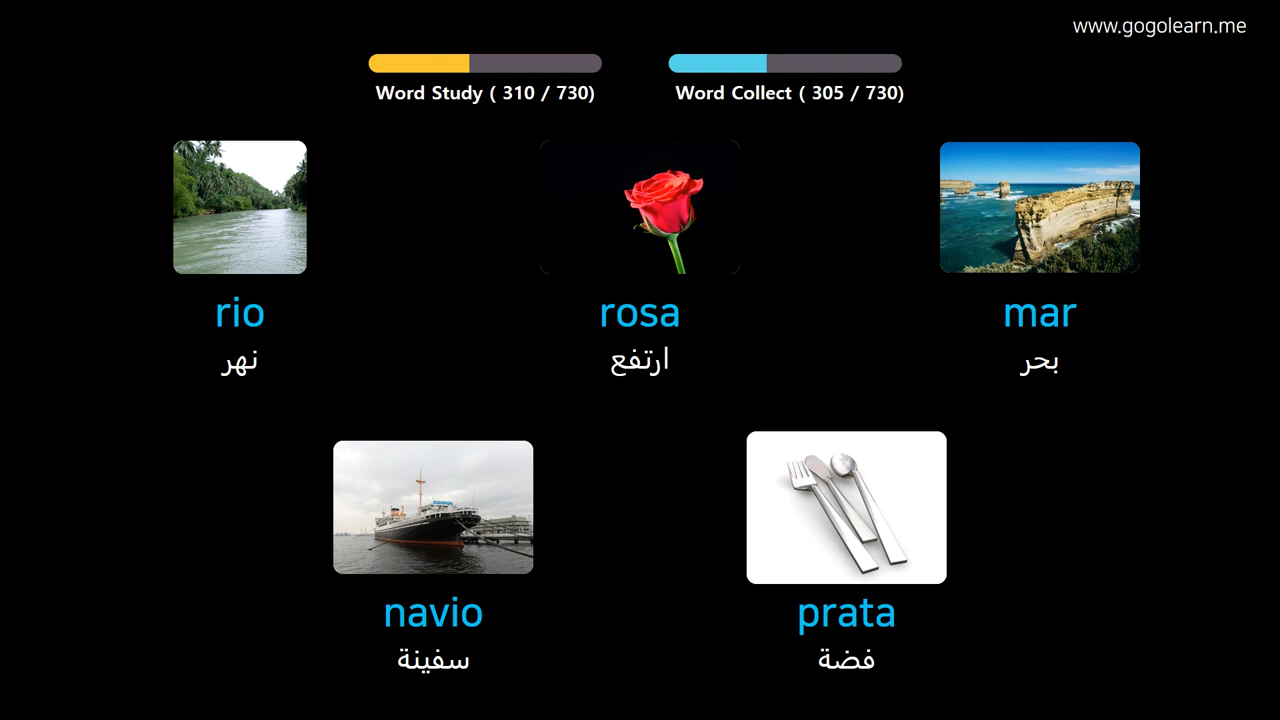 www.gogolearn.me
Word Study ( 310 / 730)
Word Collect ( 305 / 730)
rio
نهر
rosa
ارتفع
mar
بحر
navio
سفينة
prata
فضة